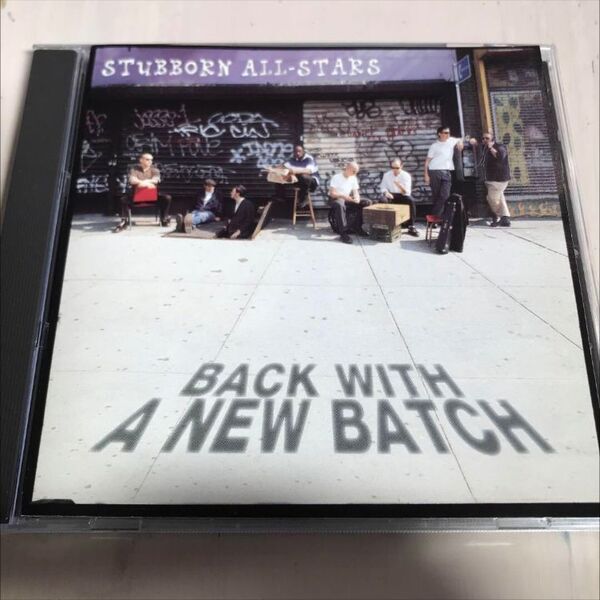 STUBBORN ALL-STARS
BACK WITH
A NEW BATCH